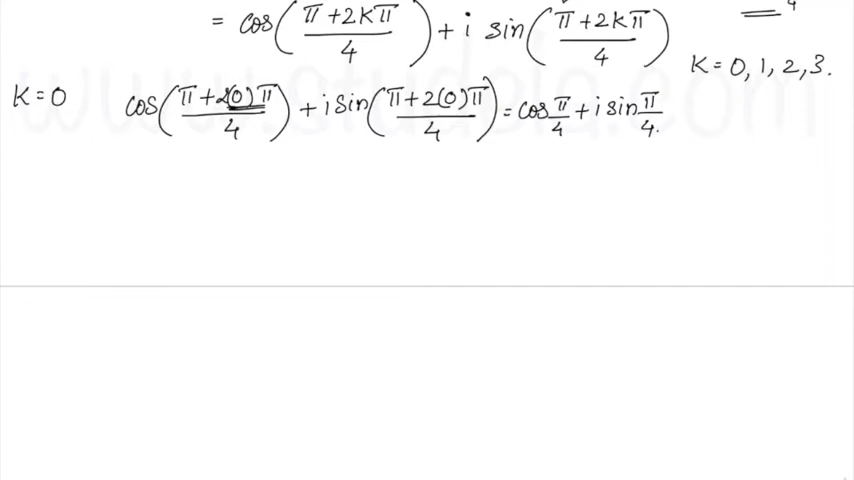 = cos((π+2kπ)/4) + i sin((π+2kπ)/4)
K = 0, 1, 2, 3.
K = 0 cos((π+2(0)π)/4) + i sin((π+2(0)π)/4) = cos π/4 + i sin π/4.